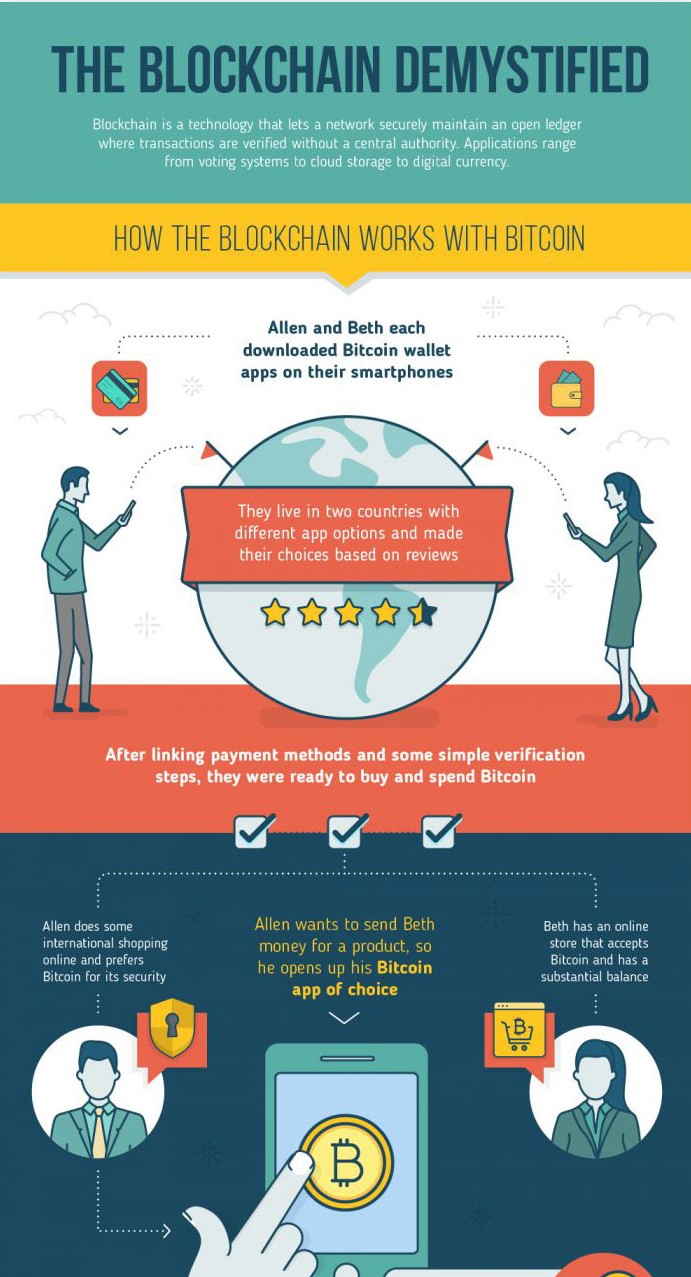 THE BLOCKCHAIN DEMYSTIFIED
Blockchain is a technology that lets a network securely maintain an open ledger
where transactions are verified without a central authority. Applications range
from voting systems to cloud storage to digital currency.
HOW THE BLOCKCHAIN WORKS WITH BITCOIN
Allen and Beth each
downloaded Bitcoin wallet
apps on their smartphones
They live in two countries with
different app options and made
their choices based on reviews
After linking payment methods and some simple verification
steps, they were ready to buy and spend Bitcoin
Allen does some
international shopping
online and prefers
Bitcoin for its security
Allen wants to send Beth
money for a product, so
he opens up his Bitcoin
app of choice
Beth has an online
store that accepts
Bitcoin and has a
substantial balance